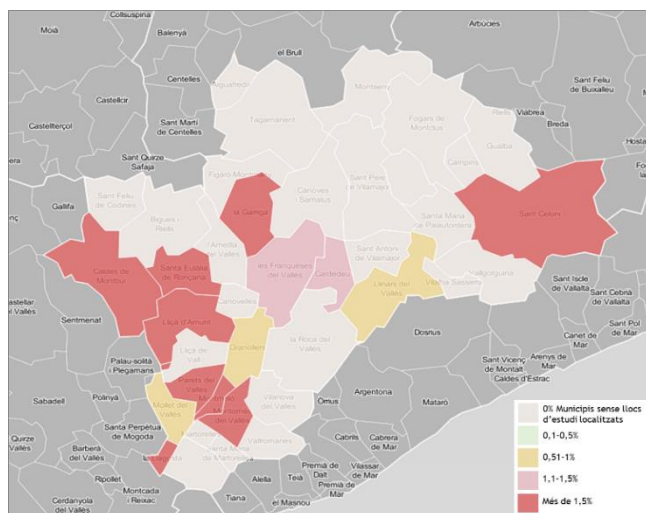 Collsuspina
Moià
Balenyà
el Brull
Arbúcies
Aiguafreda
Montseny
Castellcir
Centelles
Sant Feliu
de Buixalleu
Tagamanent
Fogars de
Montclús
Riells
Viabrea
Breda
Castellterçol
Sant Martí
de Centelles
Gualba
Hosta
Sant Quirze
Safaja
Figaró-Montmany
Campins
la Garriga
Cànoves
Samalús
Sant Pere
de Vilamajor
Gallifa
Sant Feliu
de Codines
Bigues i
Riells
Santa Maria
de Palautordera
Sant Celoni
l'Ametlla
del Vallès
Sant Antoni
de Vilamajor
Caldes de
Montbui
Santa Eulàlia
de Ronçana
les Franqueses
del Vallès
Cardedeu
Vallgorguina
Llinars del
Vallès
Vilalba Sasserra
Sant Iscle
de Vallalta
Sant Cebrià
de Vallalta
Canovelles
Sentmenat
Lliçà d'Amunt
Dosrius
Sant Pol
de Mar
Granollers
la Roca del
Vallès
Canet de
Mar
Lliçà de
Vall
Sant Vicenç
de Montalt
Arenys de
Mar
Palau-solità
i Plegamans
Caldes d'Estrac
Parets del
Vallès
Argentona
Sabadell
Polinyà
Montmeló
Vilanova
del Vallès
Òrrius
Mataró
Mollet del
Vallès
Montornès
del Vallès
Santa Perpètua
de Mogoda
Martorelles
Vallromanes
Cabrils
Cabrera
de Mar
Quirze
Vallès
Barberà
del Vallès
Santa Maria
de Martorelles
la Llagosta
Premià
de Dalt
Vilassar
de Mar
Ripollet
Alella
Teià
Montcada
i Reixac
Premià de
Mar
Cerdanyola
del Vallès
Tiana
el Masnou
0% Municipis sense llocs
d'estudi localitzats
0,1-0,5%
0,51-1%
1,1-1,5%
Més de 1,5%